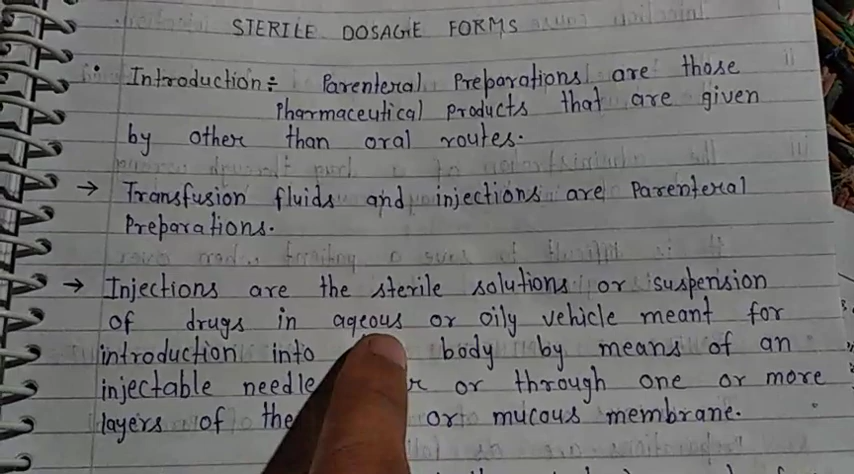 STERILE DOSAGE FORMS
Introduction:- Parenteral Preparations are those
Pharmaceutical Products that are given
by other than oral routes.
→ Transfusion fluids and injections are Parenteral
Preparations.
→ Injections are the sterile solutions or suspension
of drugs in aqeous or oily vehicle meant for
introduction into body by means of an
injectable needle or through one or more
layers of the or mucous membrane.